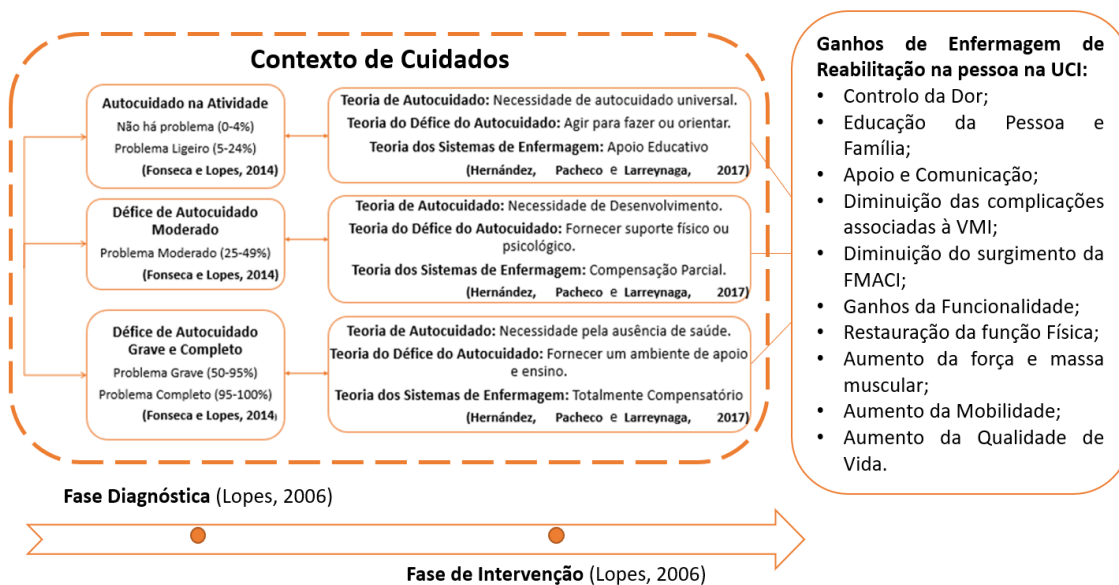 Contexto de Cuidados
Autocuidado na Atividade
Não há problema (0-4%)
Problema Ligeiro (5-24%)
(Fonseca e Lopes, 2014)
Teoria de Autocuidado: Necessidade de autocuidado universal.
Teoria do Défice do Autocuidado: Agir para fazer ou orientar.
Teoria dos Sistemas de Enfermagem: Apoio Educativo
(Hernández, Pacheco e Larreynaga, 2017)
Défice de Autocuidado
Moderado
Problema Moderado (25-49%)
(Fonseca e Lopes, 2014)
Teoria de Autocuidado: Necessidade de Desenvolvimento.
Teoria do Défice do Autocuidado: Fornecer suporte físico ou
psicológico.
Teoria dos Sistemas de Enfermagem: Compensação Parcial.
(Hernández, Pacheco e Larreynaga, 2017)
Défice de Autocuidado
Grave e Completo
Problema Grave (50-95%)
Problema Completo (95-100%)
(Fonseca e Lopes, 2014)
Teoria de Autocuidado: Necessidade pela ausência de saúde.
Teoria do Défice do Autocuidado: Fornecer um ambiente de apoio
e ensino.
Teoria dos Sistemas de Enfermagem: Totalmente Compensatório
(Hernández, Pacheco e Larreynaga, 2017)
Ganhos de Enfermagem de
Reabilitação na pessoa na UCI:
• Controlo da Dor;
• Educação da Pessoa e
Família;
• Apoio e Comunicação;
• Diminuição das complicações
associadas à VMI;
• Diminuição do surgimento da
FMACI;
• Ganhos da Funcionalidade;
• Restauração da função Física;
• Aumento da força e massa
muscular;
• Aumento da Mobilidade;
• Aumento da Qualidade de
Vida.
Fase Diagnóstica (Lopes, 2006)
Fase de Intervenção (Lopes, 2006)